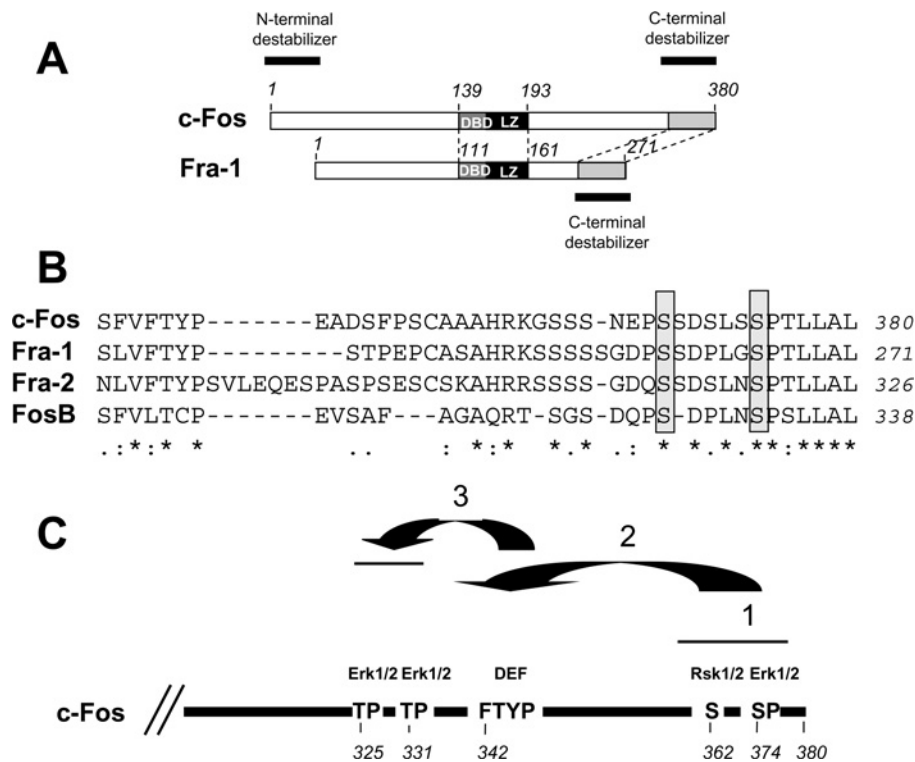 A
N-terminal
destabilizer
C-terminal
destabilizer
1 139 193 380
c-Fos DBD LZ
1 111 161 271
Fra-1 DBD LZ
C-terminal
destabilizer
B
c-Fos SFVFTYP-------EADSFPSCAAAHRKGSSS-NEPSSDSLSSPTLLAL 380
Fra-1 SLVFTYP---------STPEPCASAHRKSSSSSGDPSSDPLGSPTLLAL 271
Fra-2 NLVFTYPSVLEQESPASPSESCSKAHRRSSSSGDQSSDSLNSPTLLAL 326
FosB SFVLTCP-------EVSAF---AGAQRT-SGS-DQPS-DPLNSPSLLAL 338
. :*:* * .. : * :* *.* .: * .*.* **:****
C
3
2
1
Erk1/2 Erk1/2 DEF Rsk1/2 Erk1/2
c-Fos TP TP FTYP S SP
325 331 342 362 374 380